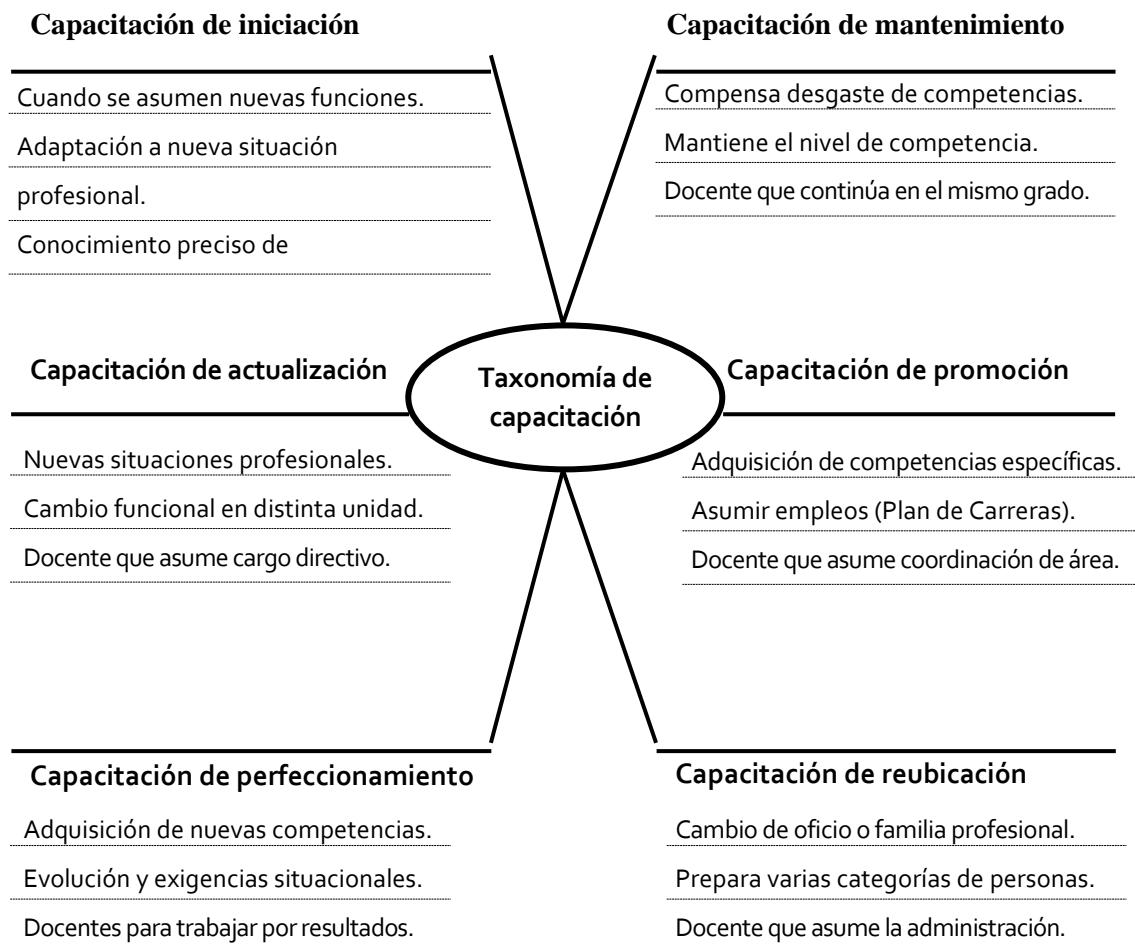 Capacitación de iniciación
Cuando se asumen nuevas funciones.
Adaptación a nueva situación
profesional.
Conocimiento preciso de
Capacitación de mantenimiento
Compensa desgaste de competencias.
Mantiene el nivel de competencia.
Docente que continúa en el mismo grado.
Capacitación de actualización
Nuevas situaciones profesionales.
Cambio funcional en distinta unidad.
Docente que asume cargo directivo.
Taxonomía de
capacitación
Capacitación de promoción
Adquisición de competencias específicas.
Asumir empleos (Plan de Carreras).
Docente que asume coordinación de área.
Capacitación de perfeccionamiento
Adquisición de nuevas competencias.
Evolución y exigencias situacionales.
Docentes para trabajar por resultados.
Capacitación de reubicación
Cambio de oficio o familia profesional.
Prepara varias categorías de personas.
Docente que asume la administración.